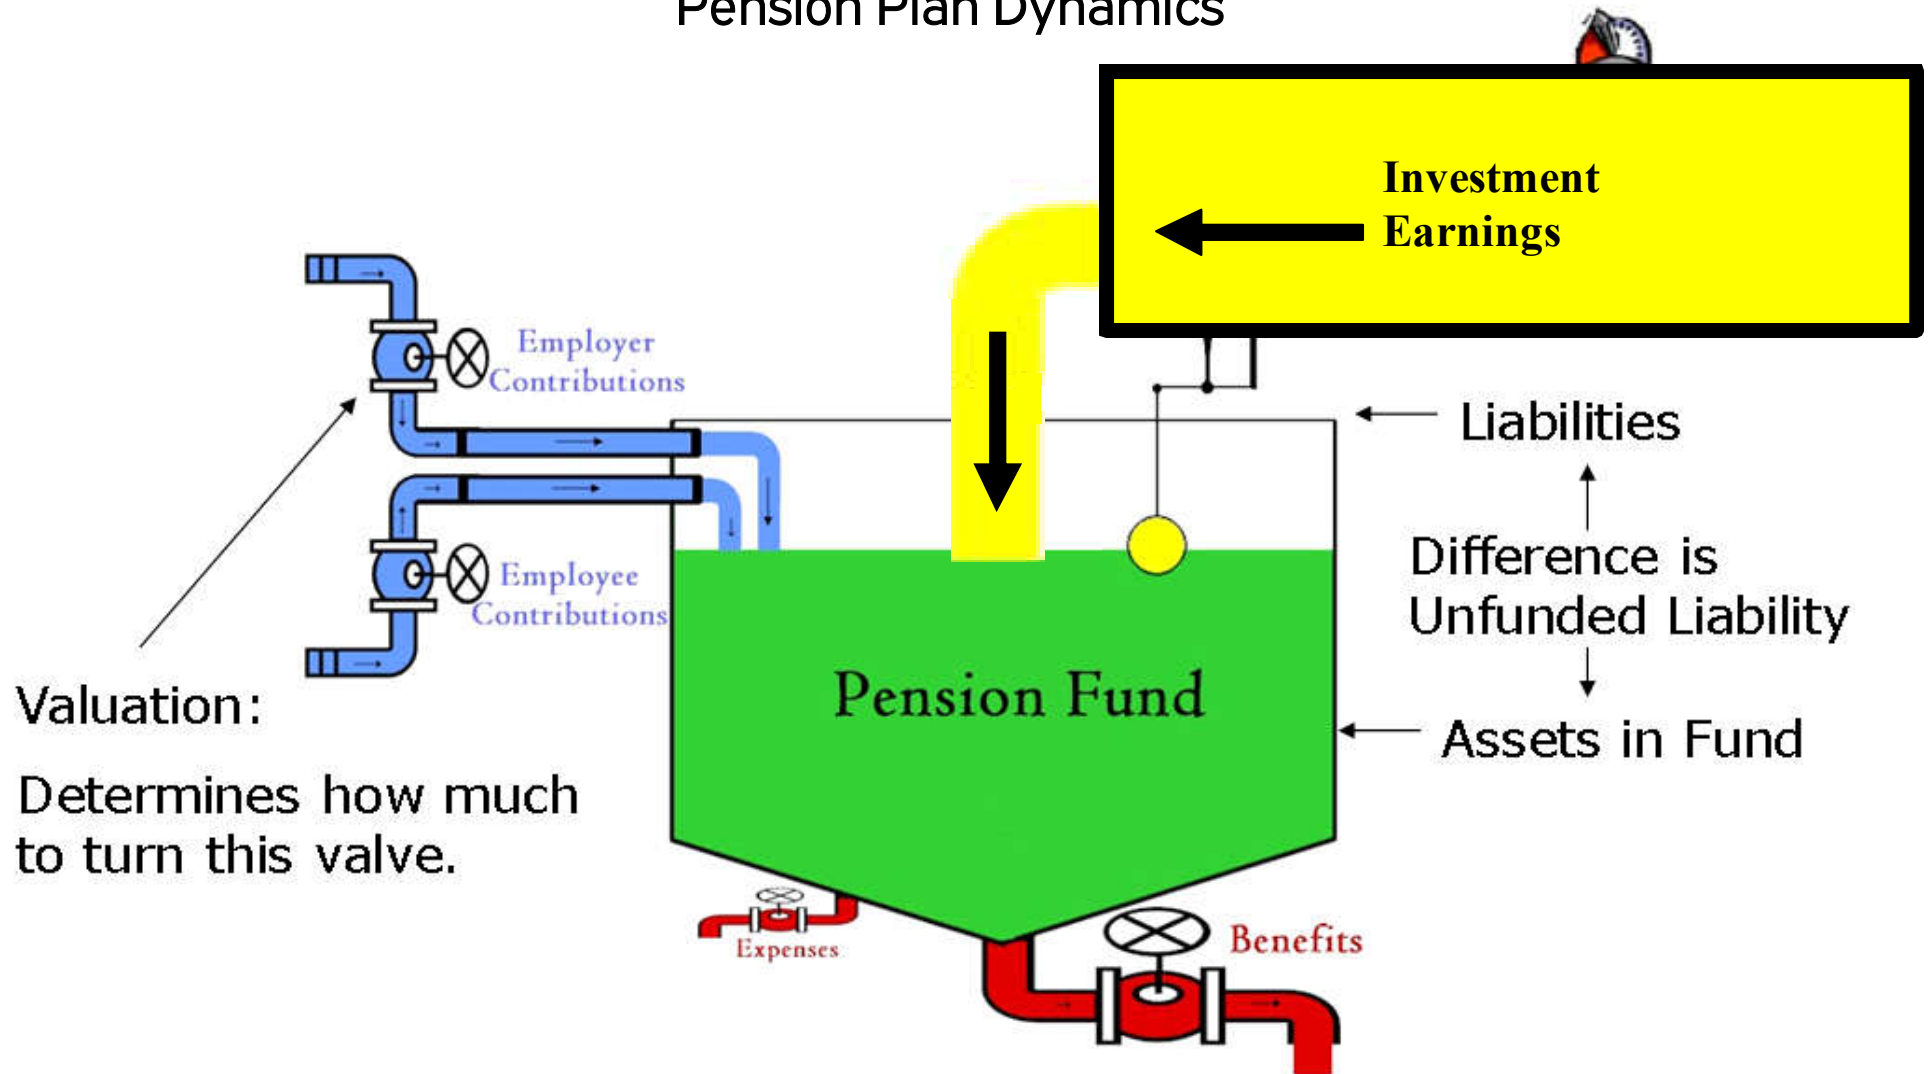 Pension Plan Dynamics
Investment
Earnings
Employer
Contributions
Liabilities
Difference is
Unfunded Liability
Employee
Contributions
Pension Fund
Valuation:
Assets in Fund
Determines how much
to turn this valve.
Expenses
Benefits